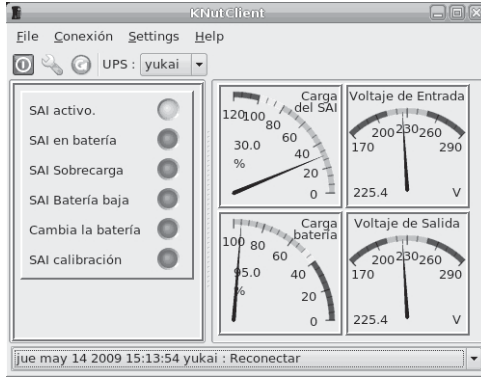 KNutClient
File Conexión Settings Help
UPS : yukai
SAI activo.
SAI en batería
SAI Sobrecarga
SAI Batería baja
Cambia la batería
SAI calibración
Carga
del SAI
120
100
80
60
40
20
0
30.0
%
Voltaje de Entrada
170
200
230
260
290
225.4 V
Carga
batería
100
80
60
40
20
0
95.0
%
Voltaje de Salida
170
200
230
260
290
225.4 V
jue may 14 2009 15:13:54 yukai : Reconectar